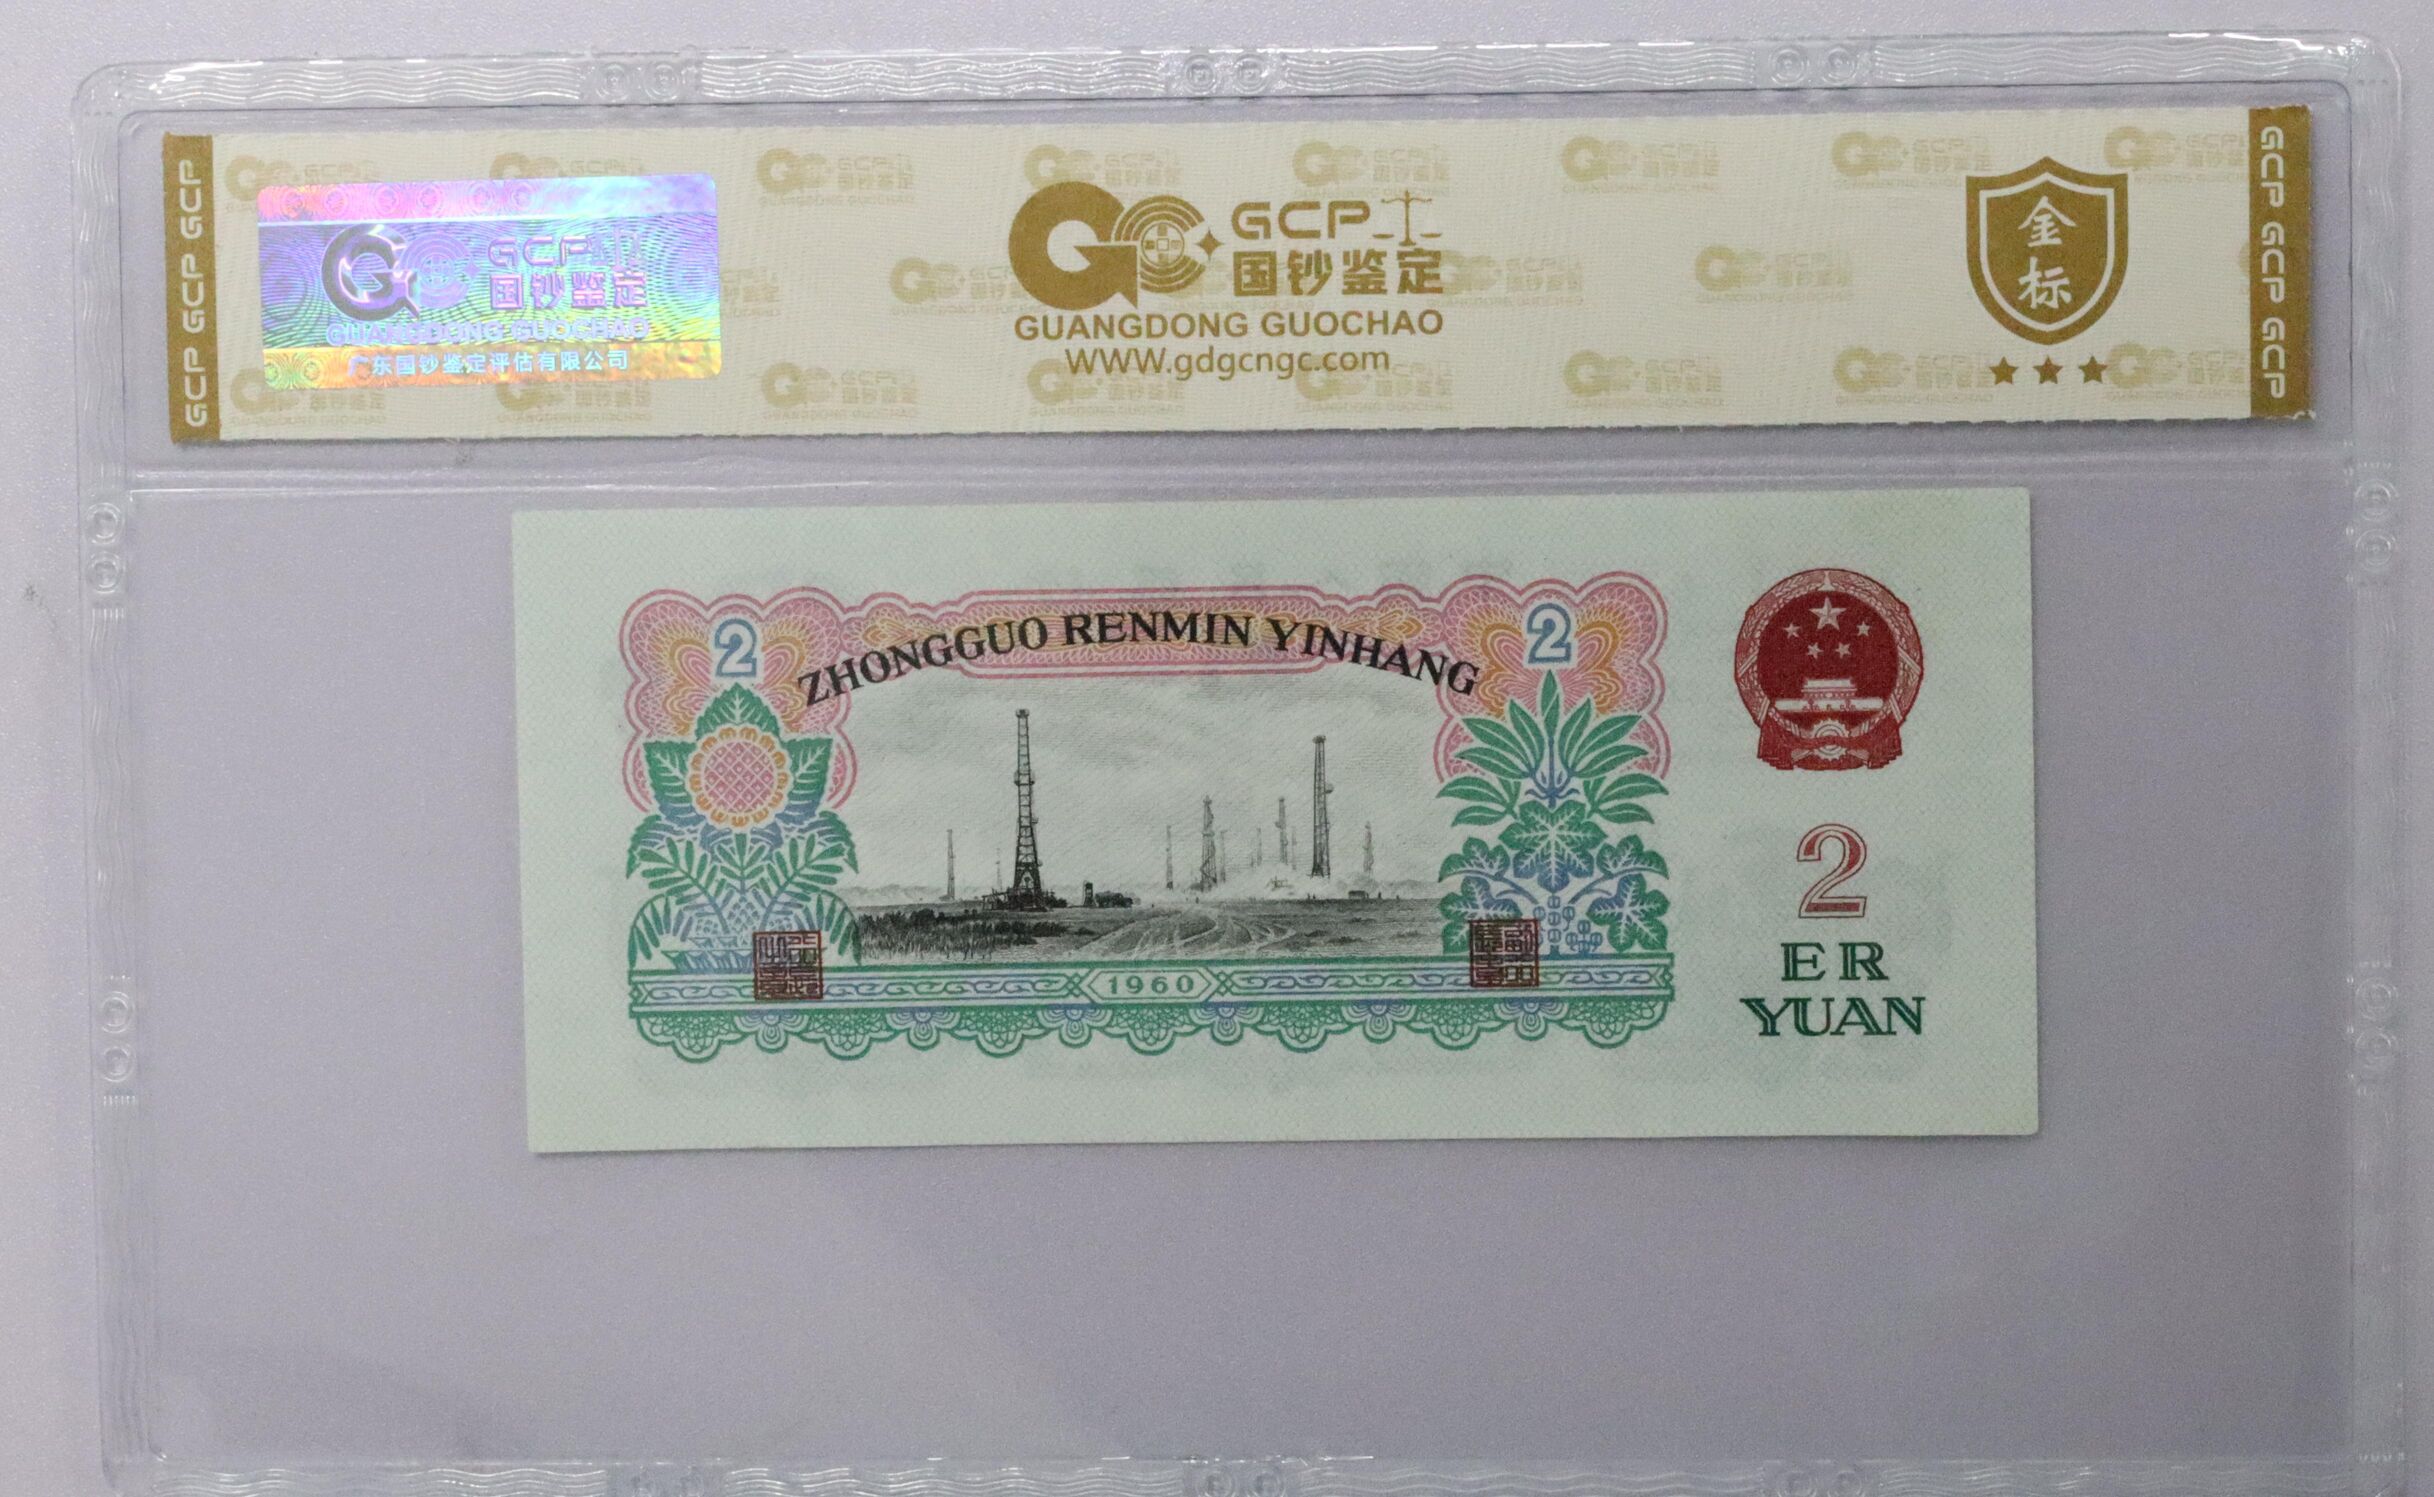 GCP GCP GCP
GCP
国钞鉴定
GUANGDONG GUOCHAO
广东国钞鉴定评估有限公司
GCP
国钞鉴定
GUANGDONG GUOCHAO
WWW.gdgcngc.com
金标
GCP GCP GCP
2
ZHONGGUO RENMIN YINHANG
2
1960
2
ER
YUAN